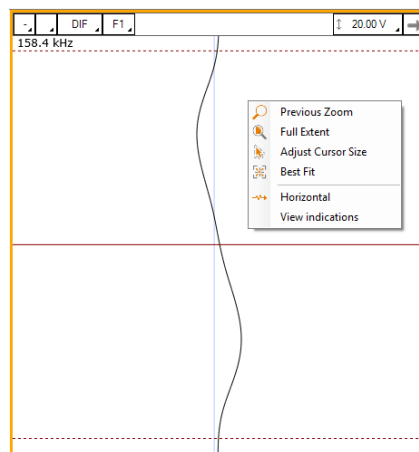 - DIF F1 20.00 V
158.4 kHz
Previous Zoom
Full Extent
Adjust Cursor Size
Best Fit
Horizontal
View indications